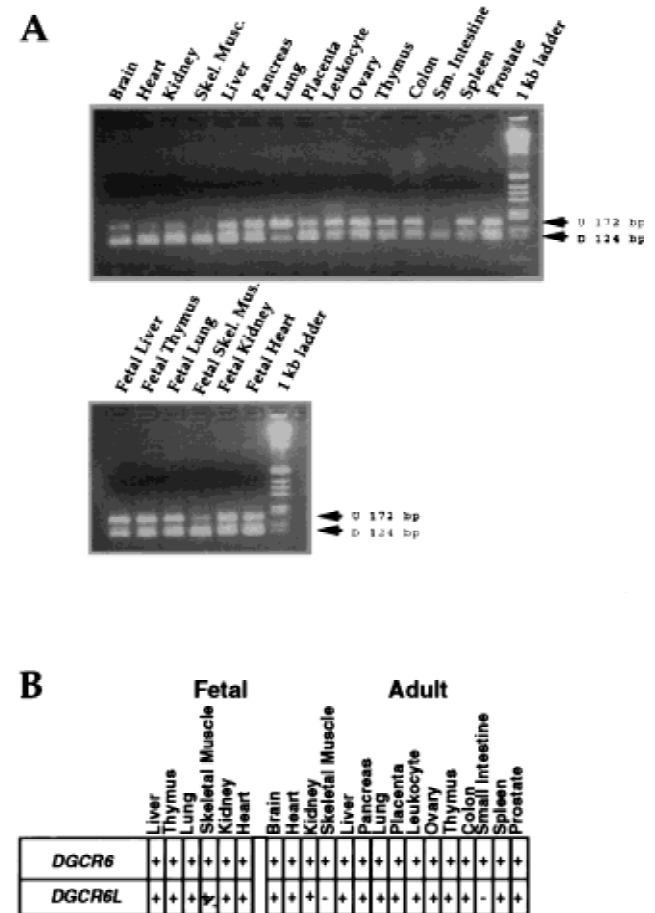 A
Brain Heart Kidney Skel. Musc. Liver Pancreas Lung Placenta Leukocyte Ovary Thymus Colon Sm. Intestine Spleen Prostate 1 kb ladder
U 172 bp
D 124 bp
Fetal Liver Fetal Thymus Fetal Lung Fetal Skel. Mus. Fetal Kidney Fetal Heart 1 kb ladder
U 172 bp
D 124 bp
B
Fetal Adult
Liver Thymus Lung Skeletal Muscle Kidney Heart Brain Heart Kidney Skeletal Muscle Liver Pancreas Lung Placenta Leukocyte Ovary Thymus Colon Small Intestine Spleen Prostate
DGCR6 + + + + + + + + + + + + + + + + + + + + +
DGCR6L + + + + + + + + - + + + + + + + + - + +